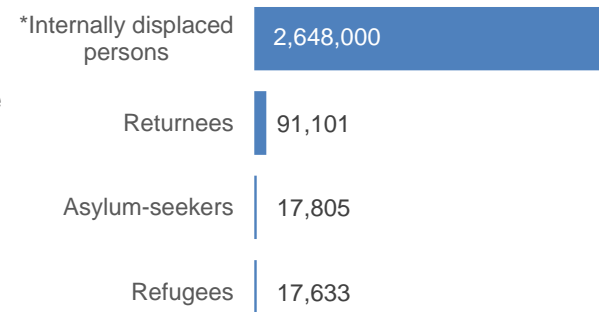 *Internally displaced
persons
2,648,000
Returnees
91,101
Asylum-seekers
17,805
Refugees
17,633